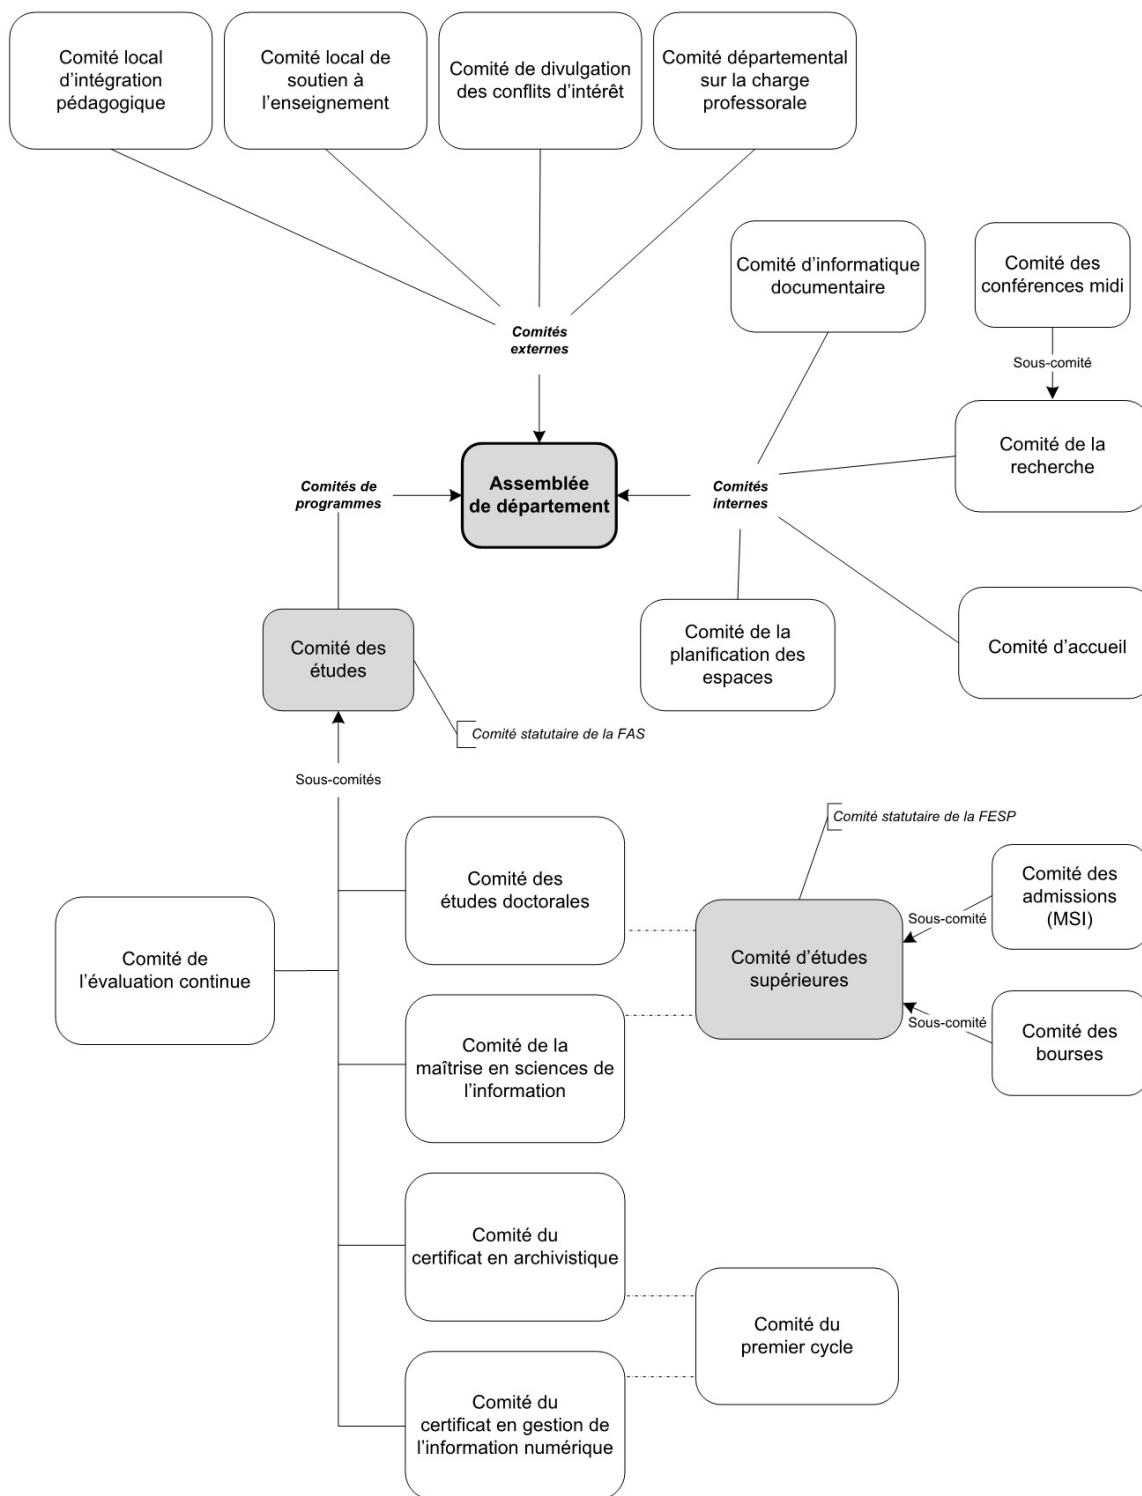 Comité local
d’intégration
pédagogique
Comité local de
soutien à
l’enseignement
Comité de divulgation
des conflits d’intérêt
Comité départemental
sur la charge
professorale
Comité d’informatique
documentaire
Comité des
conférences midi
Sous-comité
Comités
externes
Comité de la
recherche
Comités de
programmes
Assemblée
de département
Comités
internes
Comité des
études
Comité de la
planification des
espaces
Comité d’accueil
Comité statutaire de la FAS
Sous-comités
Comité statutaire de la FESP
Comité des
études doctorales
Comité des
admissions
(MSI)
Sous-comité
Comité de
l’évaluation continue
Comité d’études
supérieures
Sous-comité
Comité des
bourses
Comité de la
maîtrise en sciences de
l’information
Comité du
certificat en archivistique
Comité du
premier cycle
Comité du
certificat en gestion de
l’information numérique